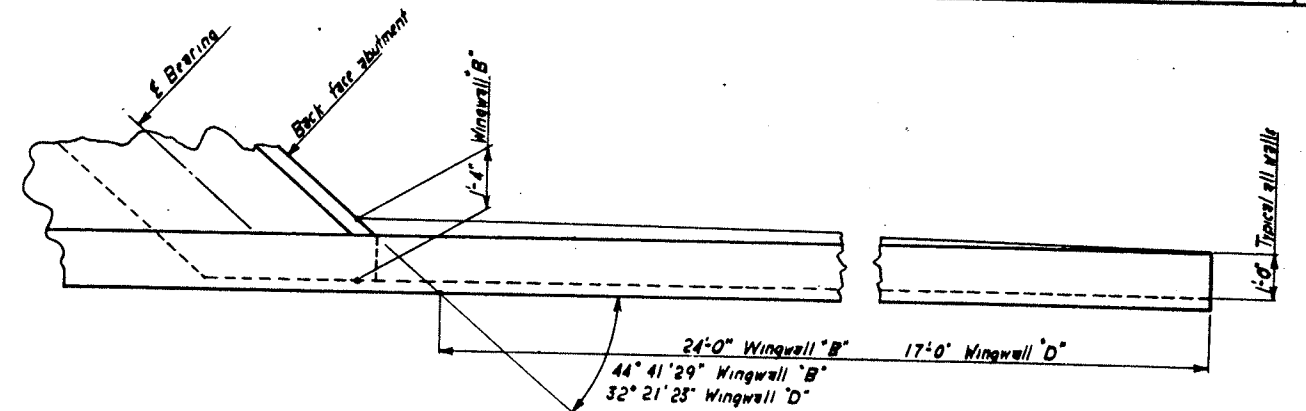 ℄ Bearing
Back face abutment
1'-4" Wingwall "B"
1'-0" Typical all walls
24'-0" Wingwall "B" 17'-0" Wingwall "D"
44° 41' 29" Wingwall "B"
32° 21' 23" Wingwall "D"